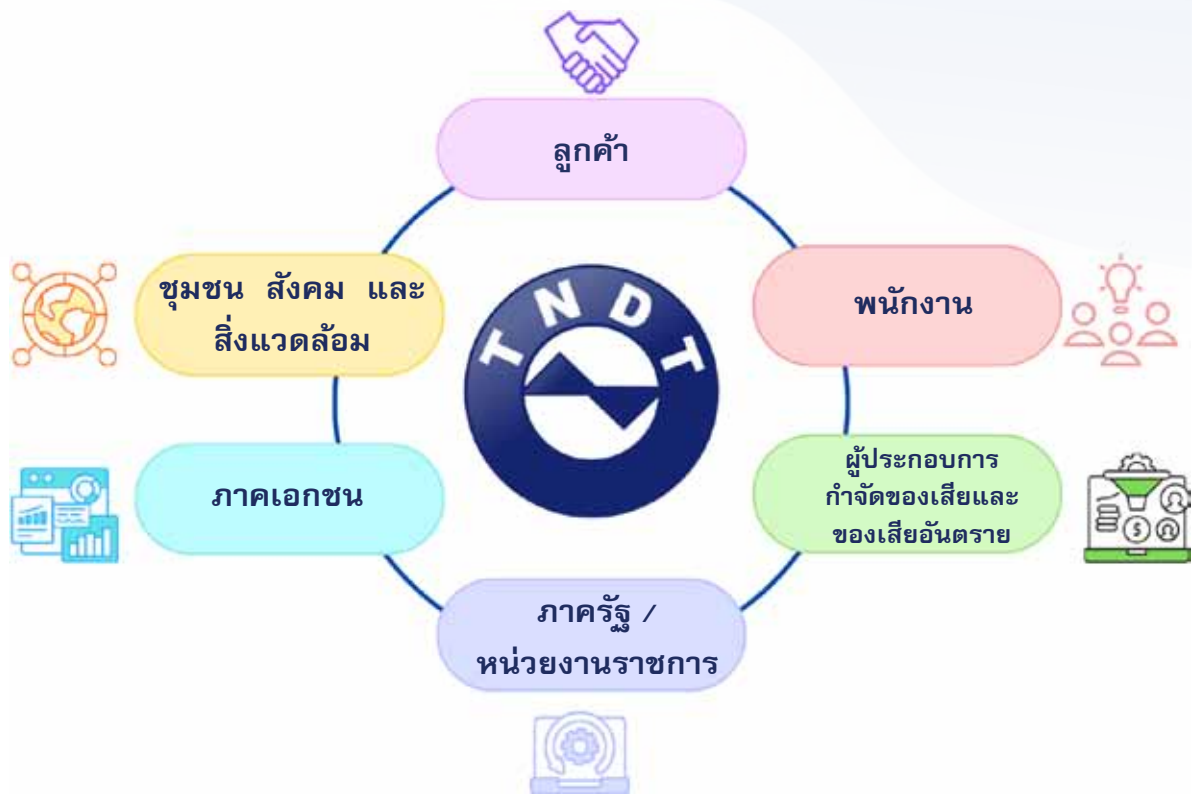 ลูกค้า
พนักงาน
ผู้ประกอบการ
กำจัดของเสียและ
ของเสียอันตราย
ภาครัฐ /
หน่วยงานราชการ
ภาคเอกชน
ชุมชน สังคม และ
สิ่งแวดล้อม
TNDT
$